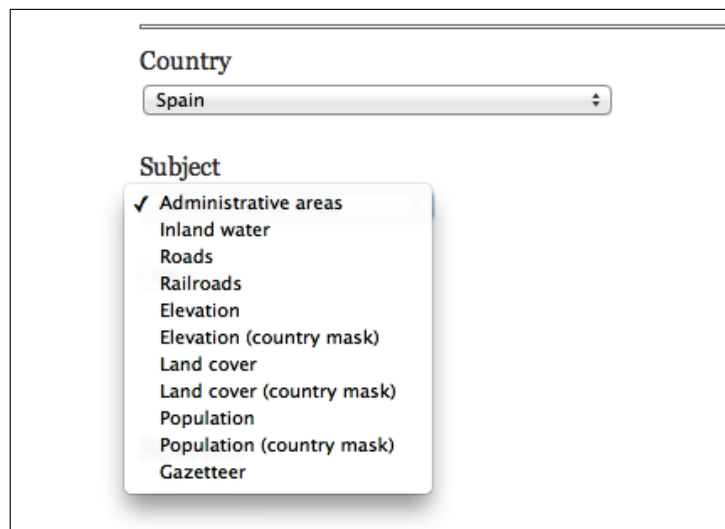 Country
Spain
Subject
✓ Administrative areas
Inland water
Roads
Railroads
Elevation
Elevation (country mask)
Land cover
Land cover (country mask)
Population
Population (country mask)
Gazetteer